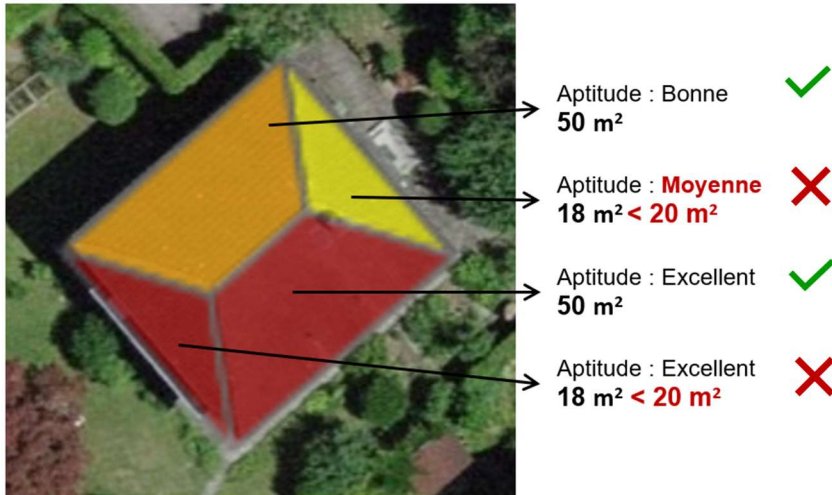 Aptitude : Bonne
50 m²
Aptitude : Moyenne
18 m² < 20 m²
Aptitude : Excellent
50 m²
Aptitude : Excellent
18 m² < 20 m²